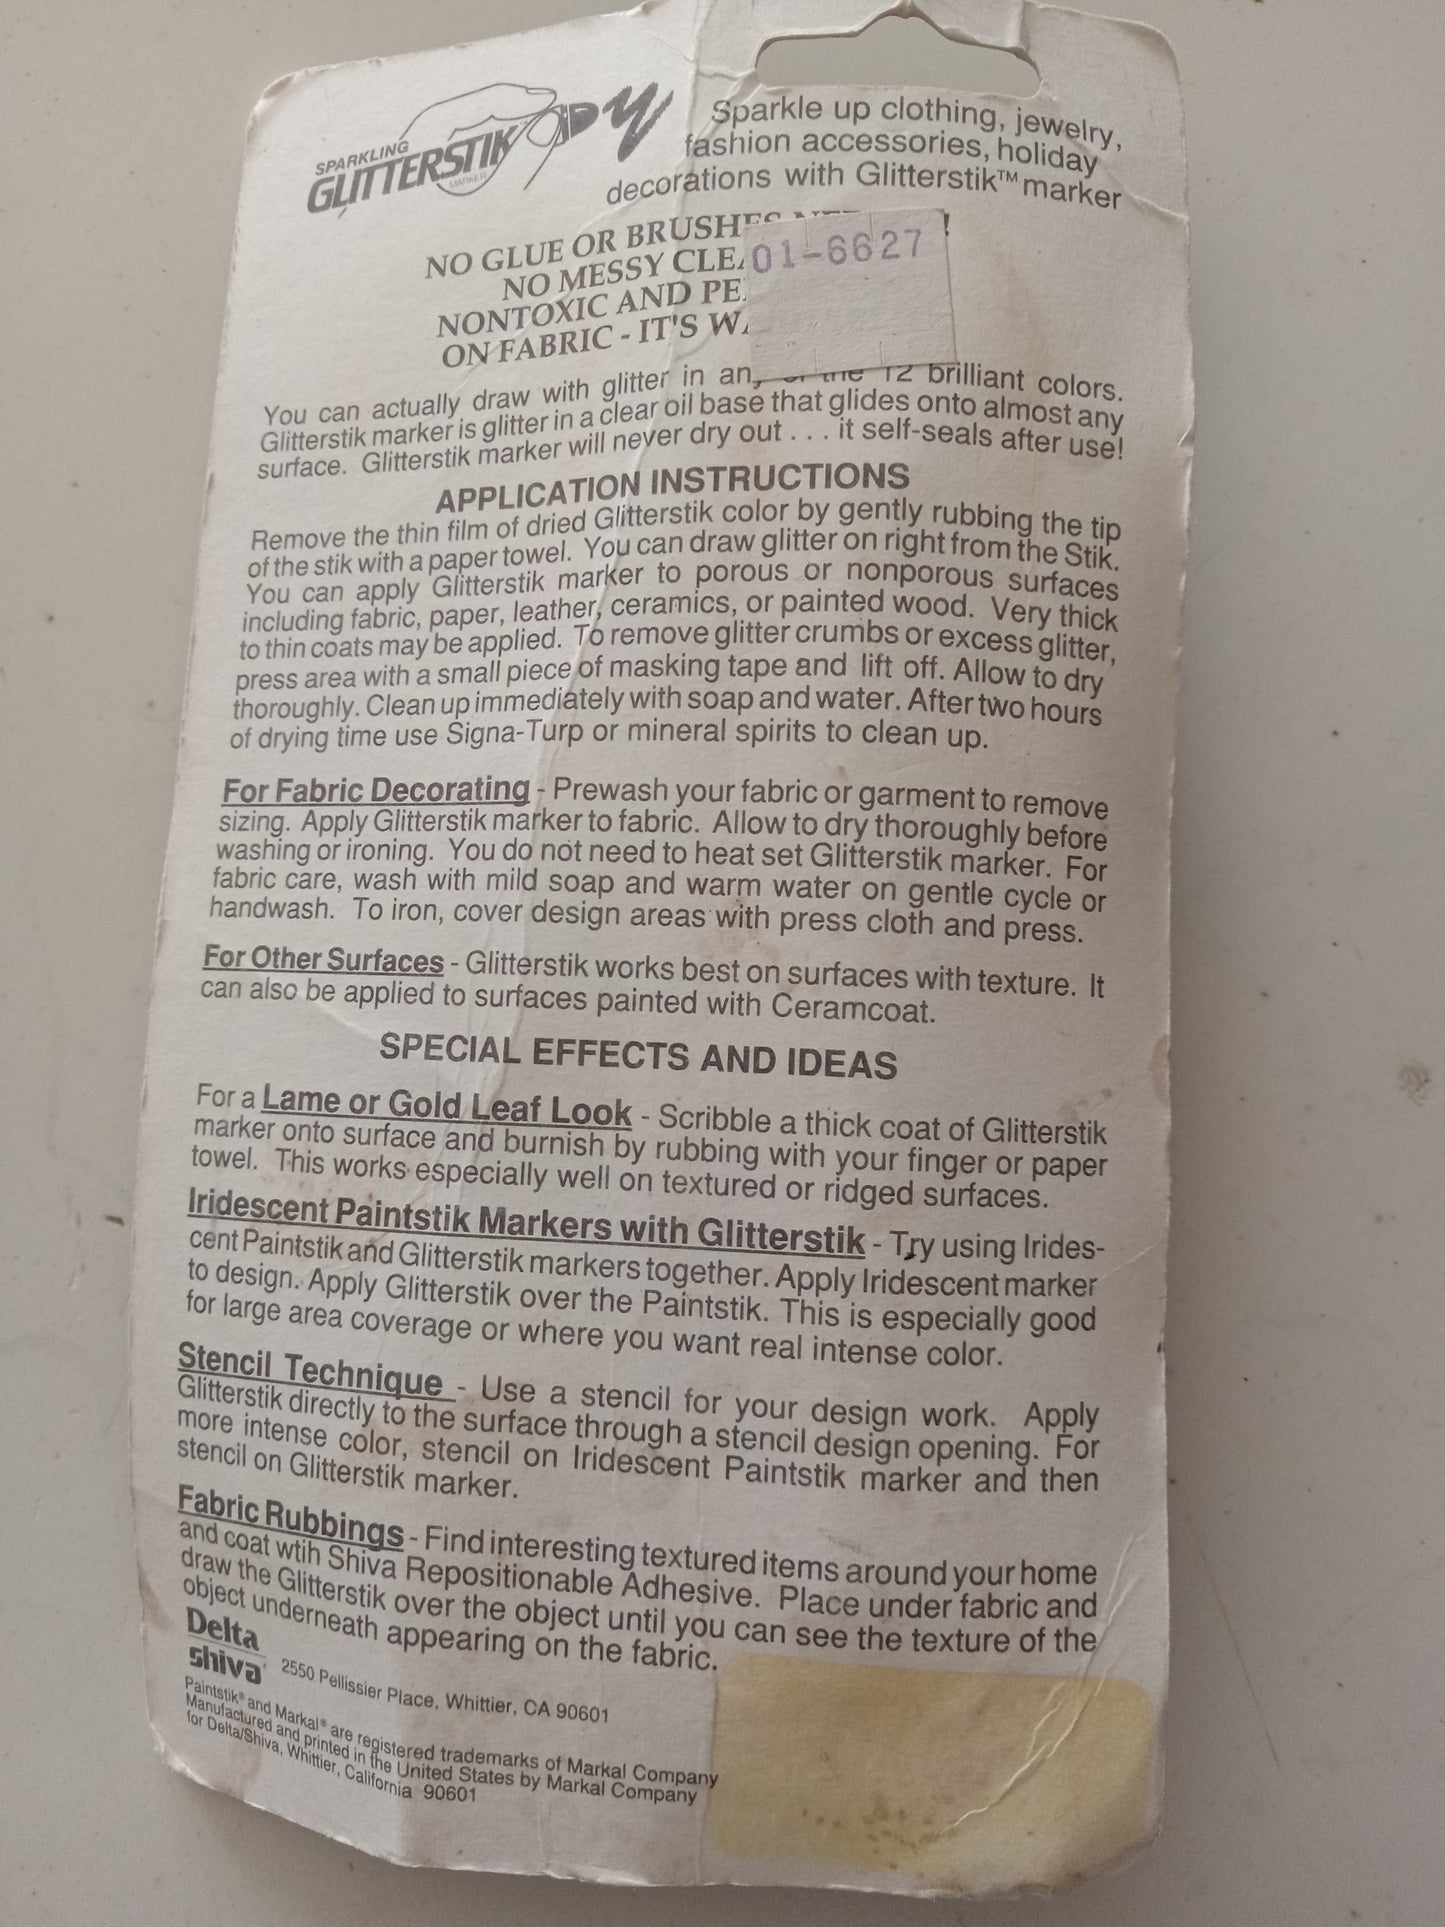 SPARKLING
GLITTERSTIK™
MARKER
Sparkle up clothing, jewelry,
fashion accessories, holiday
decorations with Glitterstik™ marker
NO GLUE OR BRUSHES !
01-6627
NO MESSY
NONTOXIC AND
ON FABRIC - IT'S
You can actually draw with glitter in any of the 12 brilliant colors.
Glitterstik marker is glitter in a clear oil base that glides onto almost any
surface. Glitterstik marker will never dry out . . . it self-seals after use!
APPLICATION INSTRUCTIONS
Remove the thin film of dried Glitterstik color by gently rubbing the tip
of the stik with a paper towel. You can draw glitter on right from the Stik.
You can apply Glitterstik marker to porous or nonporous surfaces
including fabric, paper, leather, ceramics, or painted wood. Very thick
to thin coats may be applied. To remove glitter crumbs or excess glitter,
press area with a small piece of masking tape and lift off. Allow to dry
thoroughly. Clean up immediately with soap and water. After two hours
of drying time use Signa-Turp or mineral spirits to clean up.
For Fabric Decorating - Prewash your fabric or garment to remove
sizing. Apply Glitterstik marker to fabric. Allow to dry thoroughly before
washing or ironing. You do not need to heat set Glitterstik marker. For
fabric care, wash with mild soap and warm water on gentle cycle or
handwash. To iron, cover design areas with press cloth and press.
For Other Surfaces - Glitterstik works best on surfaces with texture. It
can also be applied to surfaces painted with Ceramcoat.
SPECIAL EFFECTS AND IDEAS
For a Lame or Gold Leaf Look - Scribble a thick coat of Glitterstik
marker onto surface and burnish by rubbing with your finger or paper
towel. This works especially well on textured or ridged surfaces.
Iridescent Paintstik Markers with Glitterstik - Try using Irides-
cent Paintstik and Glitterstik markers together. Apply Iridescent marker
to design. Apply Glitterstik over the Paintstik. This is especially good
for large area coverage or where you want real intense color.
Stencil Technique - Use a stencil for your design work. Apply
Glitterstik directly to the surface through a stencil design opening. For
more intense color, stencil on Iridescent Paintstik marker and then
stencil on Glitterstik marker.
Fabric Rubbings - Find interesting textured items around your home
and coat wtih Shiva Repositionable Adhesive. Place under fabric and
draw the Glitterstik over the object until you can see the texture of the
object underneath appearing on the fabric.
Delta
shiva® 2550 Pellissier Place, Whittier, CA 90601
Paintstik® and Markal® are registered trademarks of Markal Company
Manufactured and printed in the United States by Markal Company
for Delta/Shiva, Whittier, California 90601